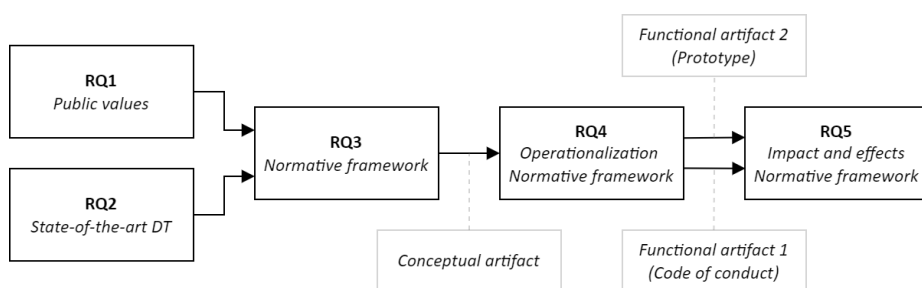 Functional artifact 2
(Prototype)
RQ1
Public values
RQ3
Normative framework
RQ4
Operationalization
Normative framework
RQ5
Impact and effects
Normative framework
RQ2
State-of-the-art DT
Conceptual artifact
Functional artifact 1
(Code of conduct)